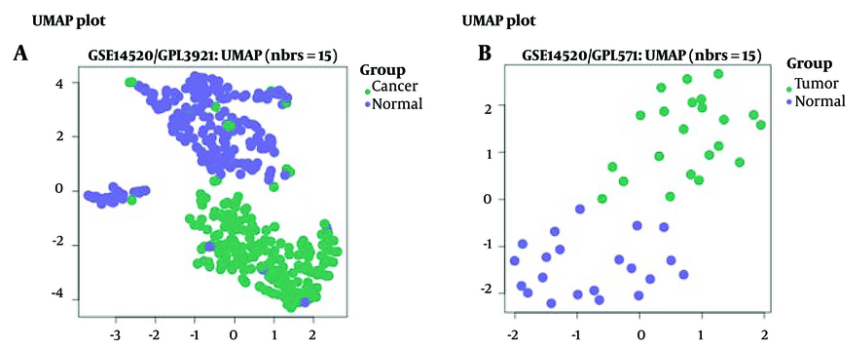 UMAP plot
A
GSE14520/GPL3921: UMAP (nbrs = 15)
Group
Cancer
Normal
4
2
0
-2
-4
-3
-2
-1
0
1
2
UMAP plot
B
GSE14520/GPL571: UMAP (nbrs = 15)
Group
Tumor
Normal
2
1
0
-1
-2
-2
-1
0
1
2